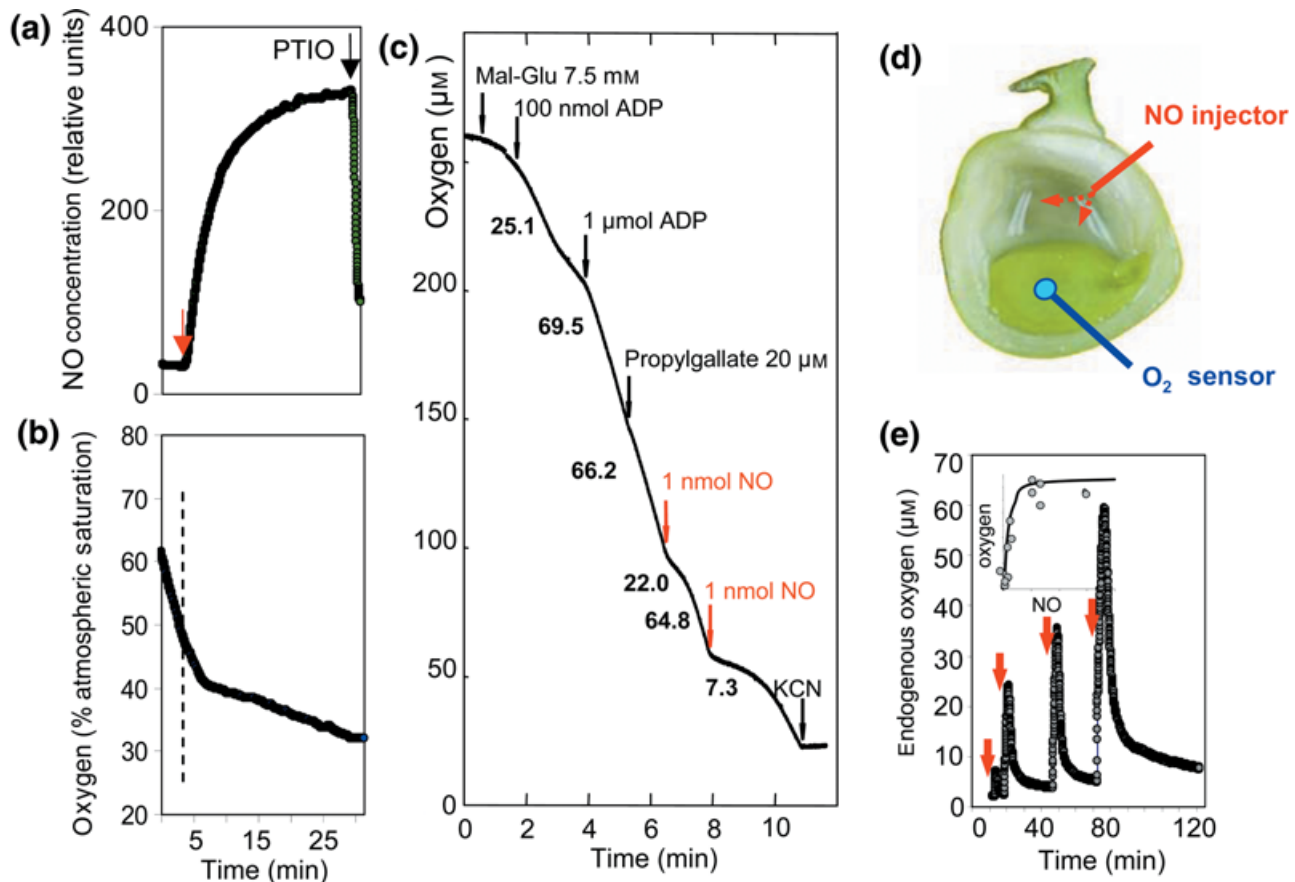 (a)
400
200
0
NO concentration (relative units)
PTIO
(b)
80
70
60
50
40
30
20
Oxygen (% atmospheric saturation)
5
15
25
Time (min)
(c)
Oxygen (µM)
200
150
100
50
0
Mal-Glu 7.5 mM
100 nmol ADP
25.1
1 µmol ADP
69.5
Propylgallate 20 µM
66.2
1 nmol NO
22.0
1 nmol NO
64.8
7.3
KCN
0
2
4
6
8
10
Time (min)
(d)
NO injector
O₂ sensor
(e)
70
60
50
40
30
20
10
0
Endogenous oxygen (µM)
oxygen
NO
0
40
80
120
Time (min)